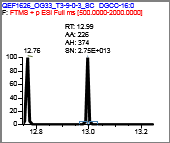 QEF1626_OG33_T3-9-0-3_SC DGCC-16:0
F: FTMS + p ESI Full ms [500.0000-2000.0000]
RT: 12.99
AA: 226
AH: 374
SN: 2.75E+013
12.76
100
80
60
40
20
0
12.8 13.0 13.2